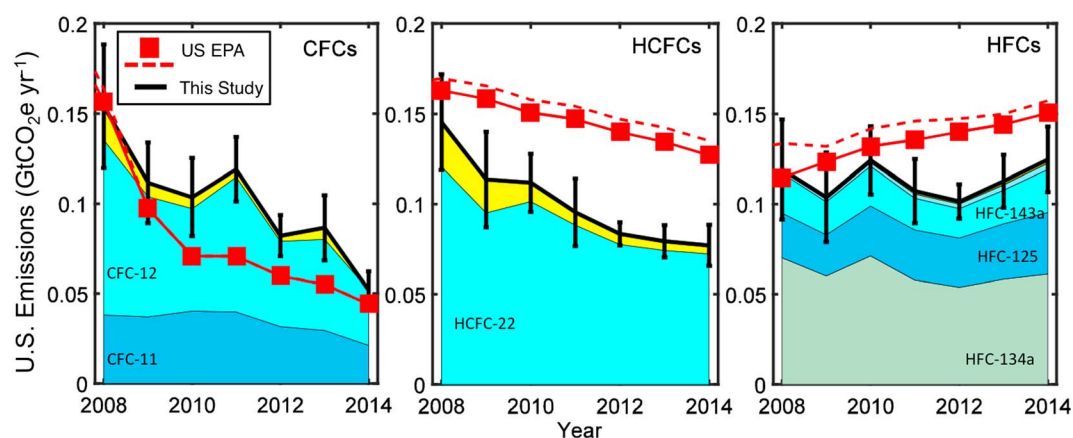 U.S. Emissions (GtCO2e yr-1)
0.2
0.15
0.1
0.05
0
US EPA
This Study
CFCs
CFC-12
CFC-11
2008 2010 2012 2014
0.2
0.15
0.1
0.05
0
HCFCs
HCFC-22
2008 2010 2012 2014
0.2
0.15
0.1
0.05
0
HFCs
HFC-143a
HFC-125
HFC-134a
2008 2010 2012 2014
Year